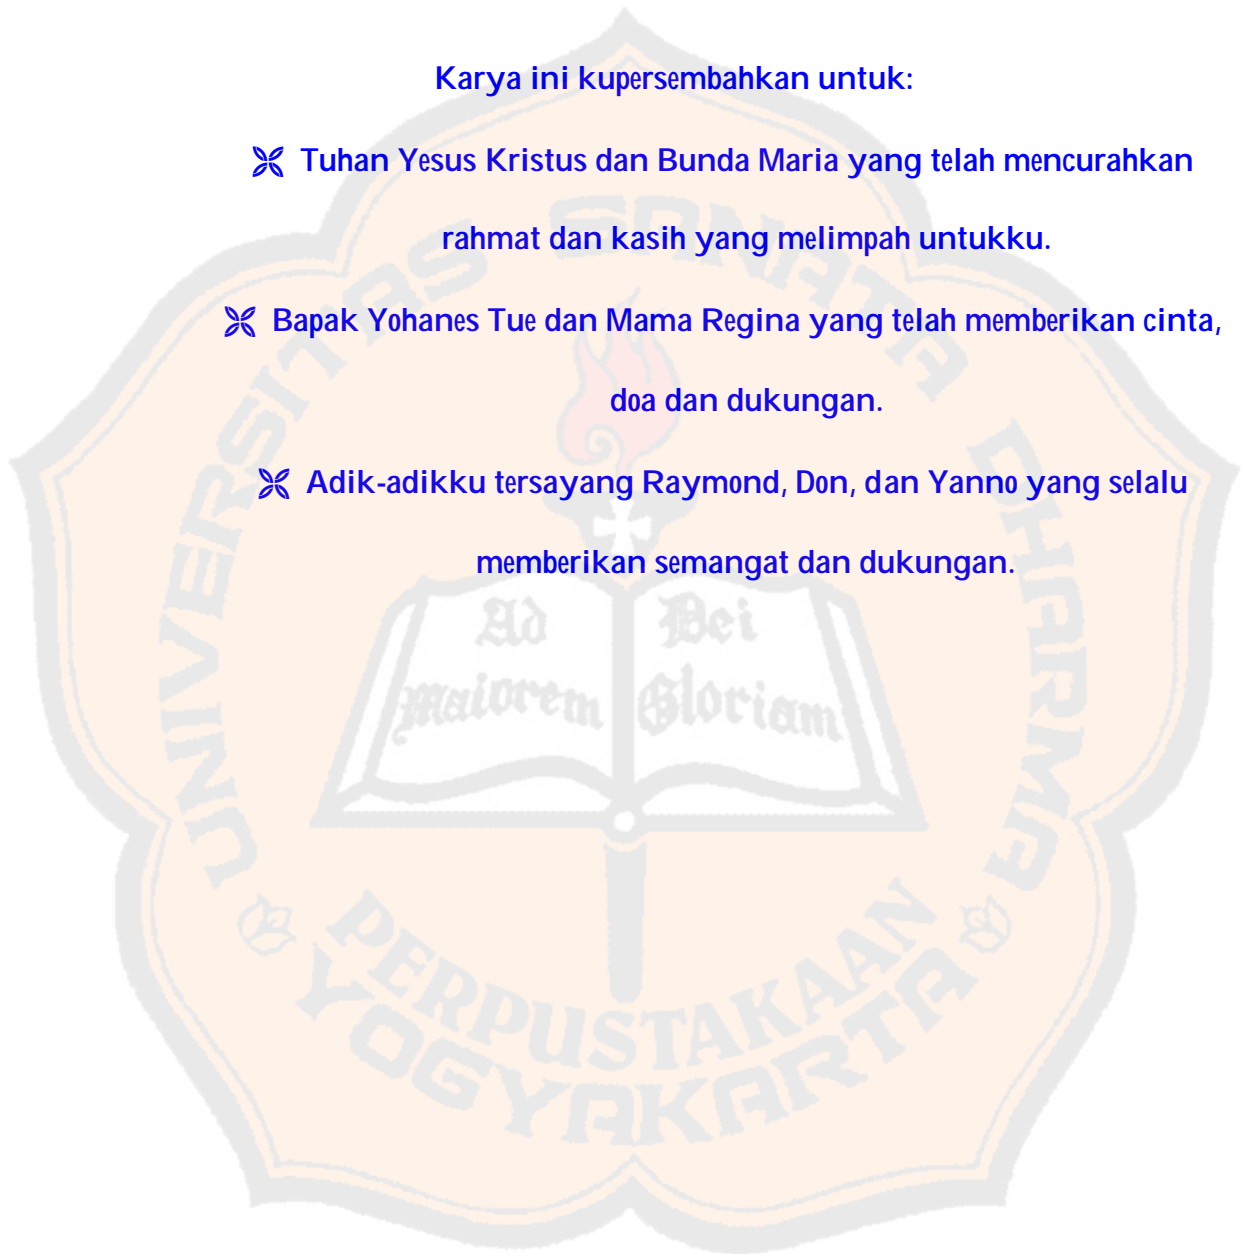 Karya ini kupersembahkan untuk:
Tuhan Yesus Kristus dan Bunda Maria yang telah mencurahkan
rahmat dan kasih yang melimpah untukku.
Bapak Yohanes Tue dan Mama Regina yang telah memberikan cinta,
doa dan dukungan.
Adik-adikku tersayang Raymond, Don, dan Yanno yang selalu
memberikan semangat dan dukungan.
UNIVERSITAS SANATA DHARMA
Ad Dei
maiorem Gloriam
PERPUSTAKAAN
YOGYAKARTA